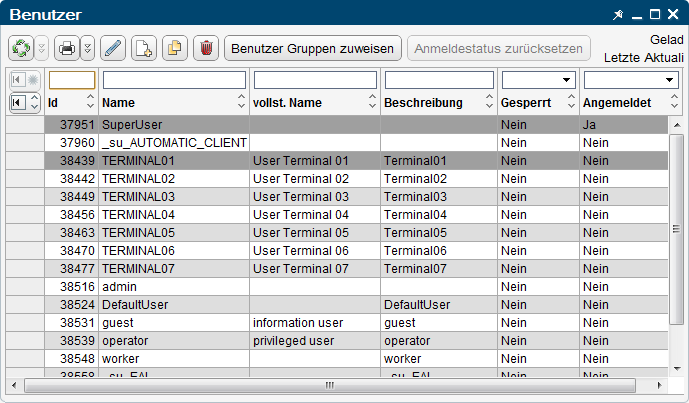 Benutzer
Benutzer Gruppen zuweisen Anmeldestatus zurücksetzen Gelad
Letzte Aktuali
Id Name vollst. Name Beschreibung Gesperrt Angemeldet
37951 SuperUser Nein Ja
37960 _su_AUTOMATIC_CLIENT Nein Nein
38439 TERMINAL01 User Terminal 01 Terminal01 Nein Nein
38442 TERMINAL02 User Terminal 02 Terminal02 Nein Nein
38449 TERMINAL03 User Terminal 03 Terminal03 Nein Nein
38456 TERMINAL04 User Terminal 04 Terminal04 Nein Nein
38463 TERMINAL05 User Terminal 05 Terminal05 Nein Nein
38470 TERMINAL06 User Terminal 06 Terminal06 Nein Nein
38477 TERMINAL07 User Terminal 07 Terminal07 Nein Nein
38516 admin Nein Nein
38524 DefaultUser DefaultUser Nein Nein
38531 guest information user guest Nein Nein
38539 operator privileged user operator Nein Nein
38548 worker worker Nein Nein
38558 _su_EAI _su_EAI Nein Nein